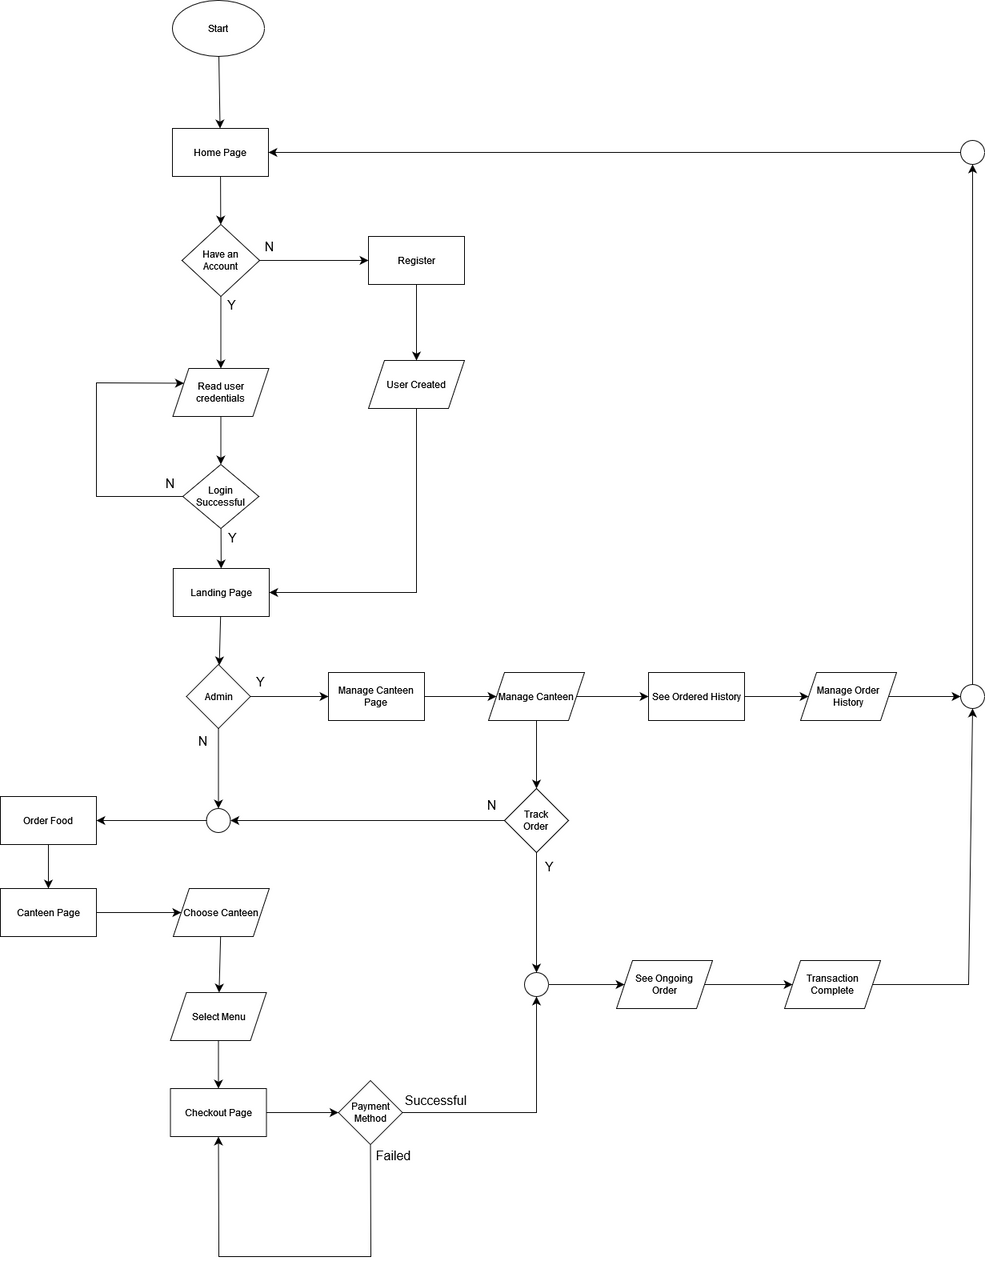 Start
Home Page
Have an
Account
N
Register
Y
Read user
credentials
User Created
N
Login
Successful
Y
Landing Page
Admin
Y
Manage Canteen
Page
Manage Canteen
See Ordered History
Manage Order
History
N
Order Food
N
Track
Order
Y
Canteen Page
Choose Canteen
See Ongoing
Order
Transaction
Complete
Select Menu
Checkout Page
Payment
Method
Successful
Failed